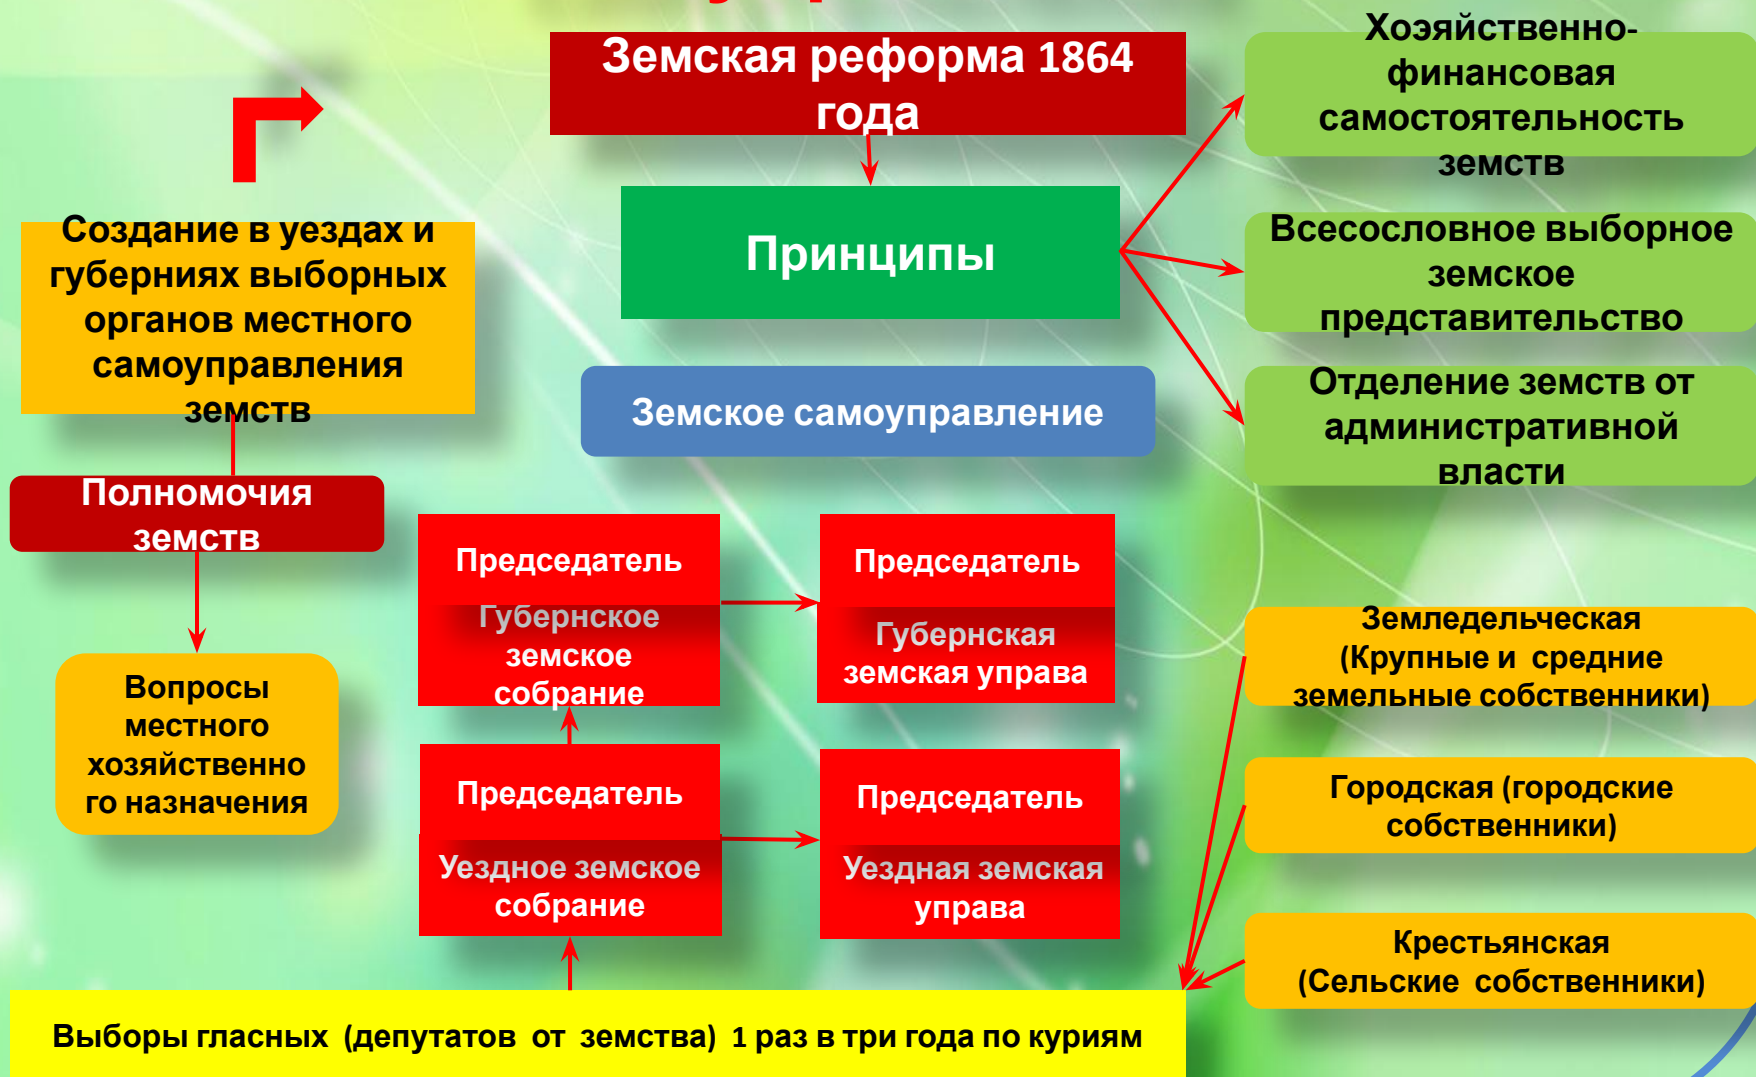 Земская реформа 1864
года
Хоэяйственно-
финансовая
самостоятельность
земств
Создание в уездах и
губерниях выборных
органов местного
самоуправления
земств
Принципы
Всесословное выборное
земское
представительство
Земское самоуправление
Отделение земств от
административной
власти
Полномочия
земств
Вопросы
местного
хозяйственно
го назначения
Председатель
Губернское
земское
собрание
Председатель
Губернская
земская управа
Председатель
Уездное земское
собрание
Председатель
Уездная земская
управа
Земледельческая
(Крупные и средние
земельные собственники)
Городская (городские
собственники)
Крестьянская
(Сельские собственники)
Выборы гласных (депутатов от земства) 1 раз в три года по куриям